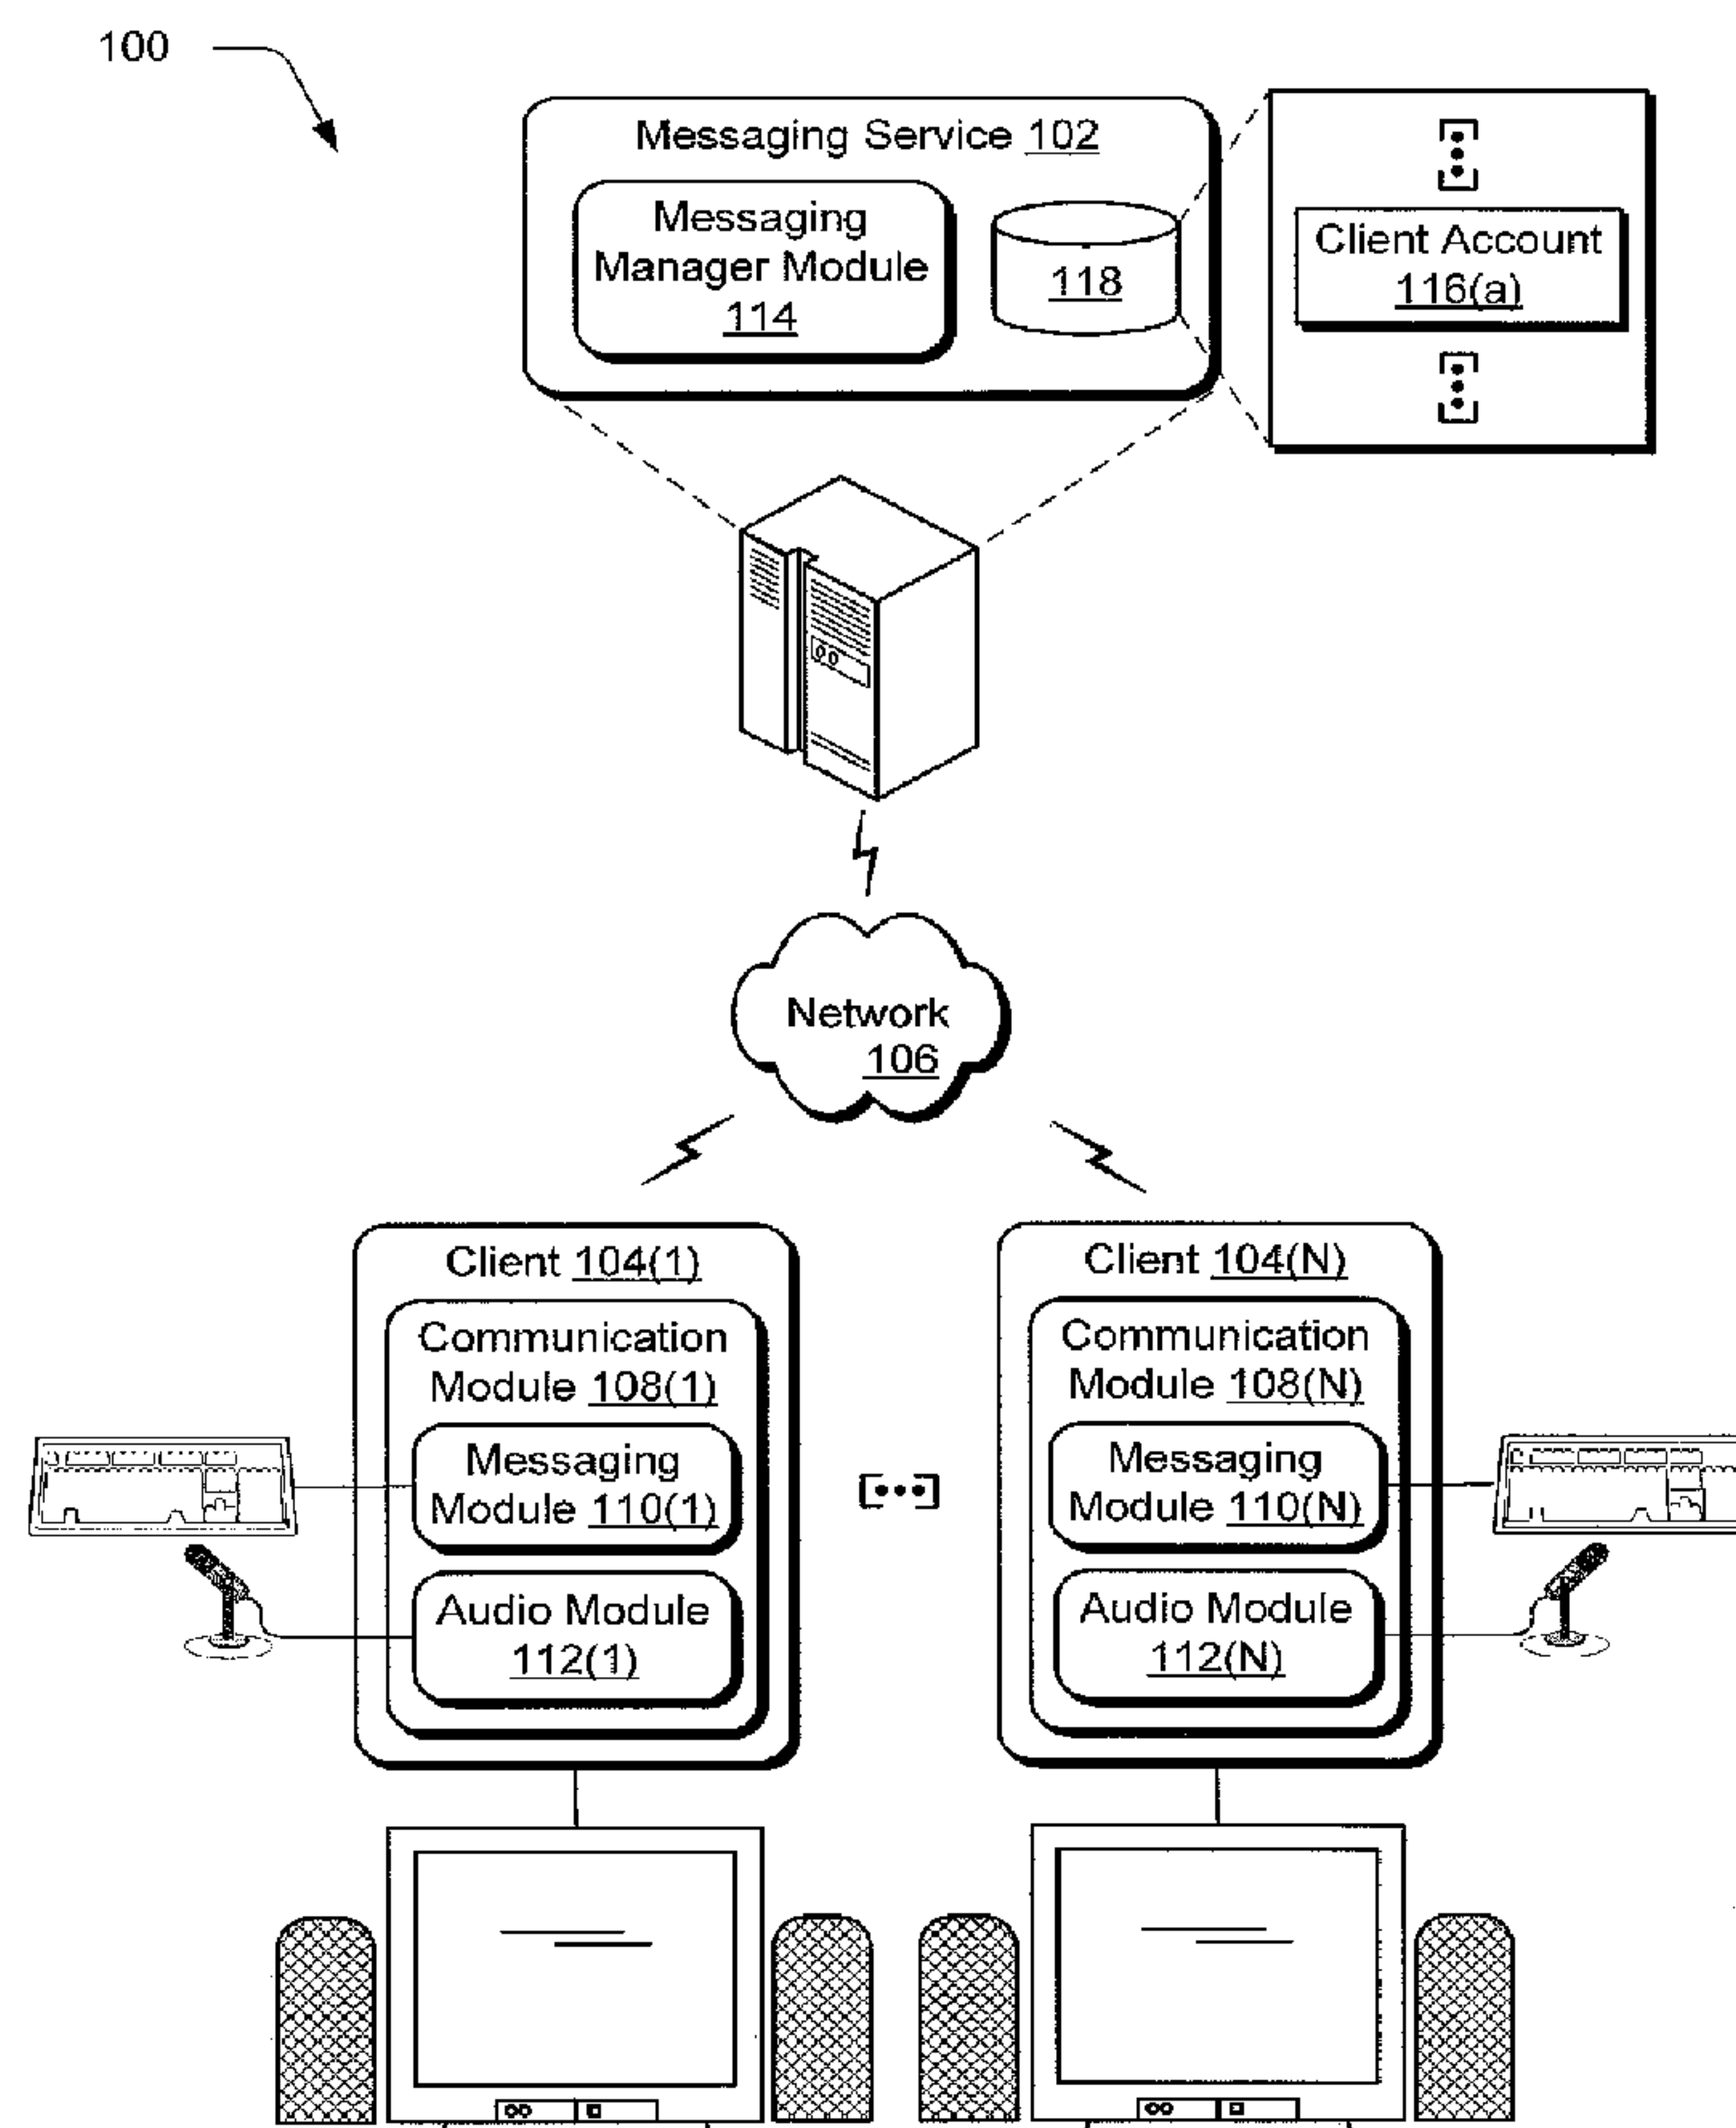 100
Messaging Service 102
Messaging
Manager Module
114
118
Client Account
116(a)
Network
106
Client 104(1)
Communication
Module 108(1)
Messaging
Module 110(1)
Audio Module
112(1)
Client 104(N)
Communication
Module 108(N)
Messaging
Module 110(N)
Audio Module
112(N)